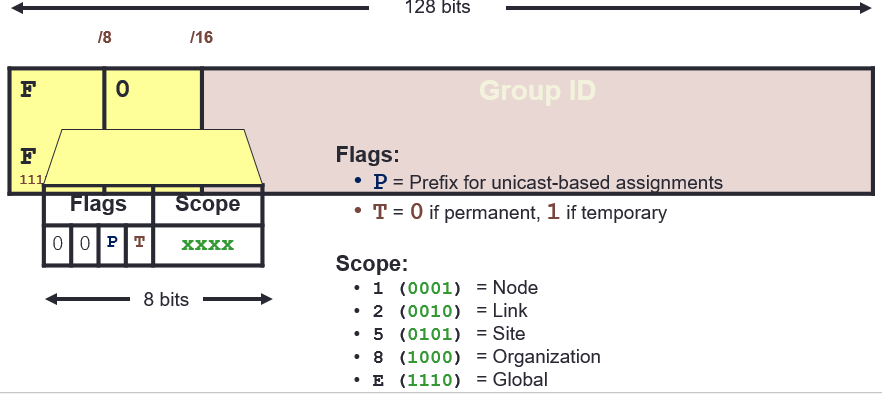 128 bits
/8 /16
F 0 Group ID
F
111
Flags Scope
0 0 P T xxxx
8 bits
Flags:
• P = Prefix for unicast-based assignments
• T = 0 if permanent, 1 if temporary
Scope:
• 1 (0001) = Node
• 2 (0010) = Link
• 5 (0101) = Site
• 8 (1000) = Organization
• E (1110) = Global